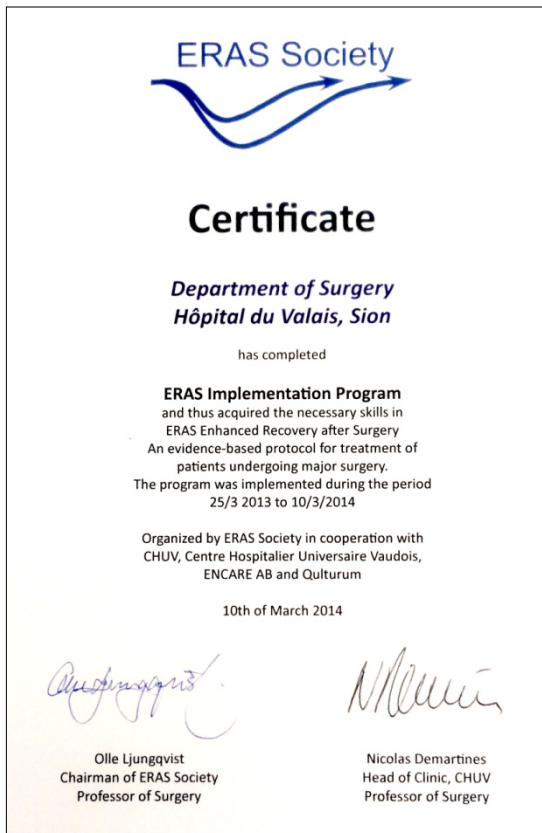 ERAS Society
Certificate
Department of Surgery
Hôpital du Valais, Sion
has completed
ERAS Implementation Program
and thus acquired the necessary skills in
ERAS Enhanced Recovery after Surgery
An evidence-based protocol for treatment of
patients undergoing major surgery.
The program was implemented during the period
25/3 2013 to 10/3/2014
Organized by ERAS Society in cooperation with
CHUV, Centre Hospitalier Universaire Vaudois,
ENCARE AB and Qulturum
10th of March 2014
Olle Ljungqvist
Chairman of ERAS Society
Professor of Surgery
Nicolas Demartines
Head of Clinic, CHUV
Professor of Surgery